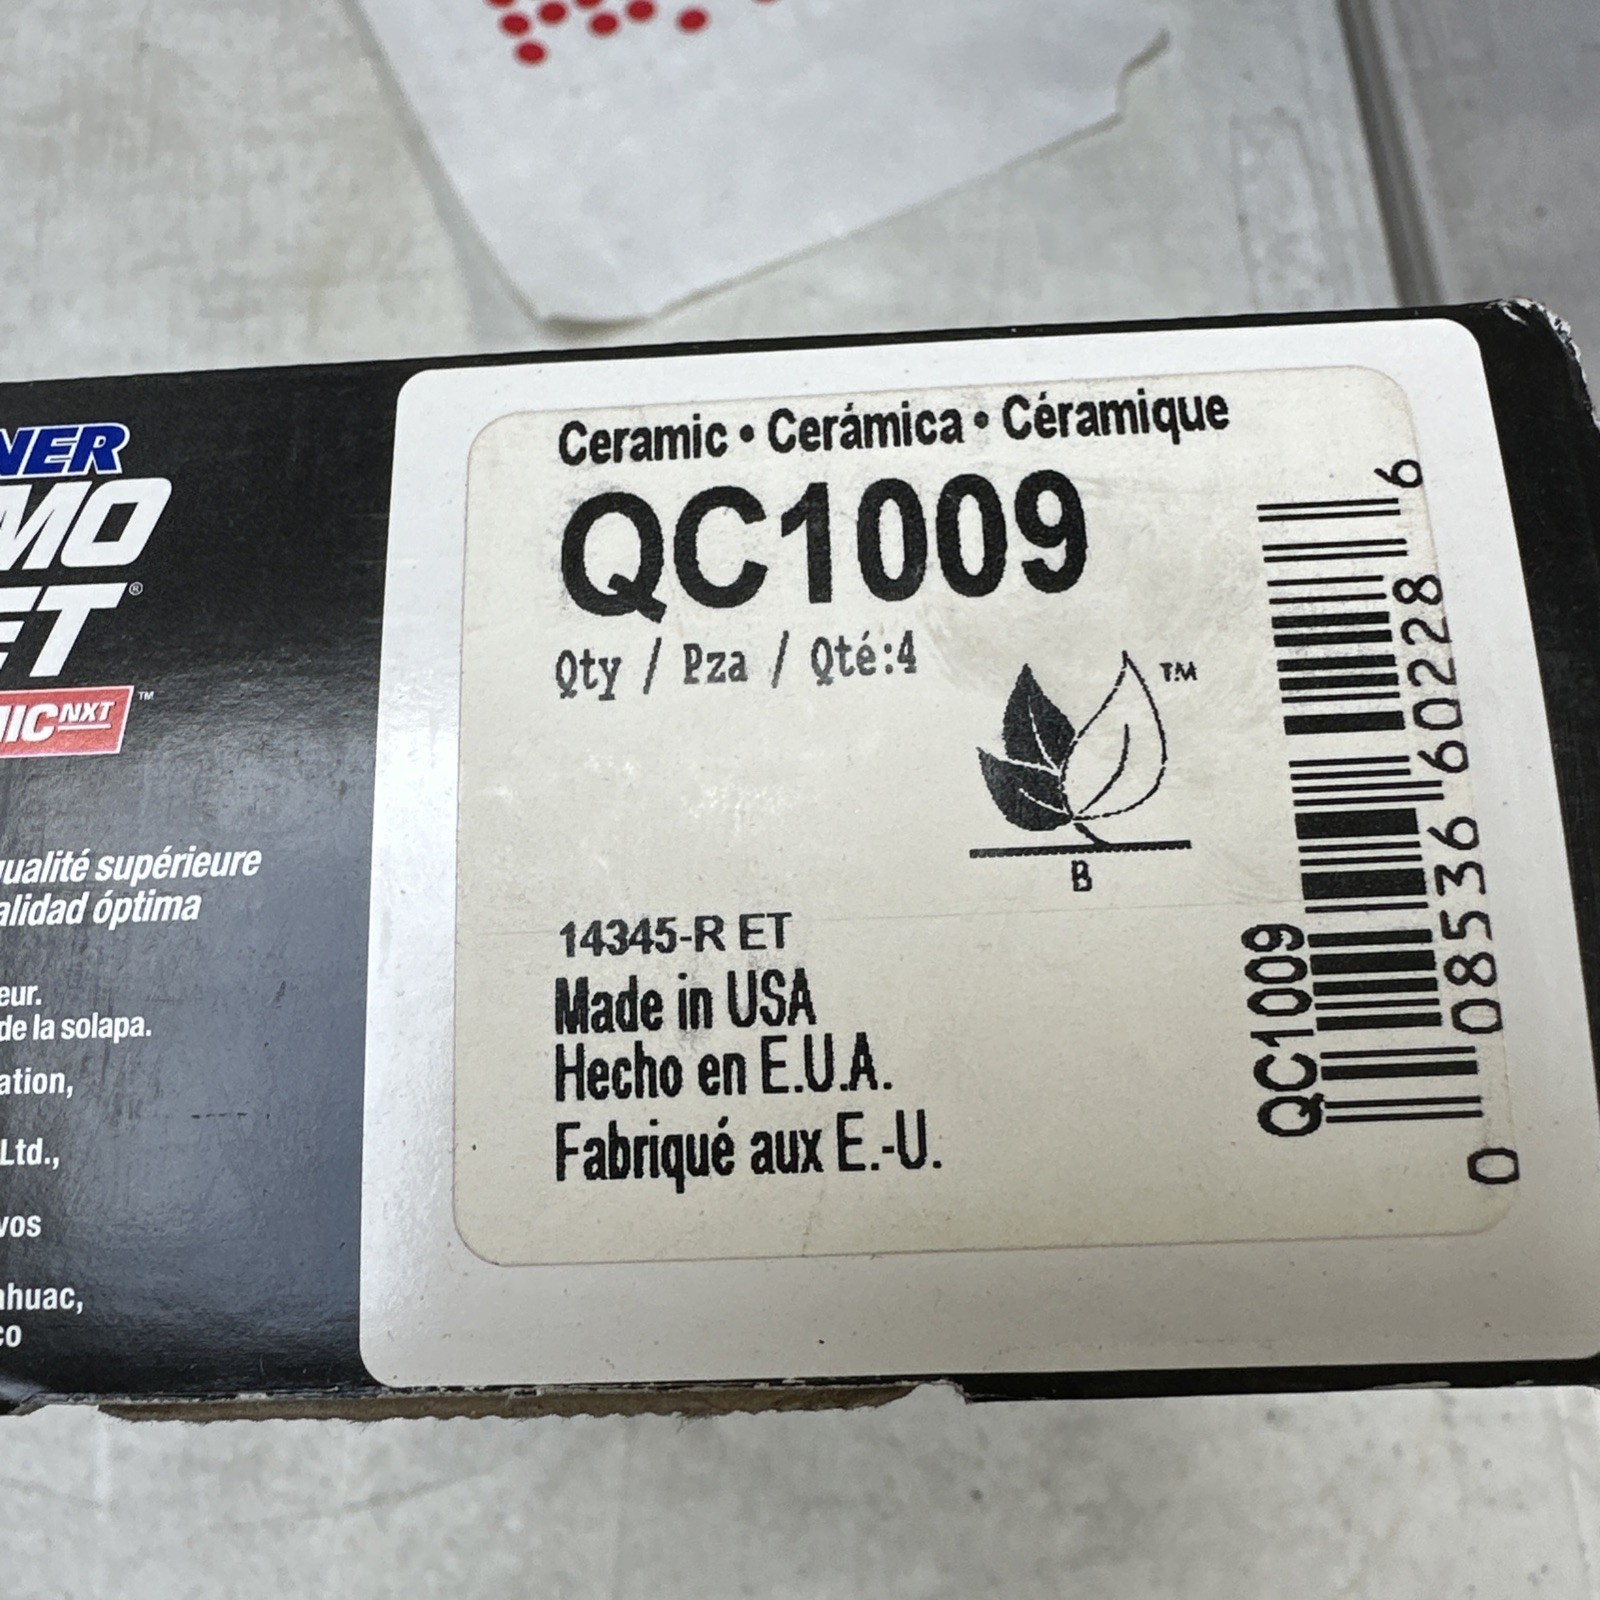 NER
MO
ET®
IC NXT™
ualité supérieure
alidad óptima
eur.
de la solapa.
ation,
Ltd.,
vos
ahuac,
co
Ceramic • Cerámica • Céramique
QC1009
Qty / Pza / Qté:4
TM
B
14345-R ET
Made in USA
Hecho en E.U.A.
Fabriqué aux E.-U.
QC1009
0 08536 60228 6